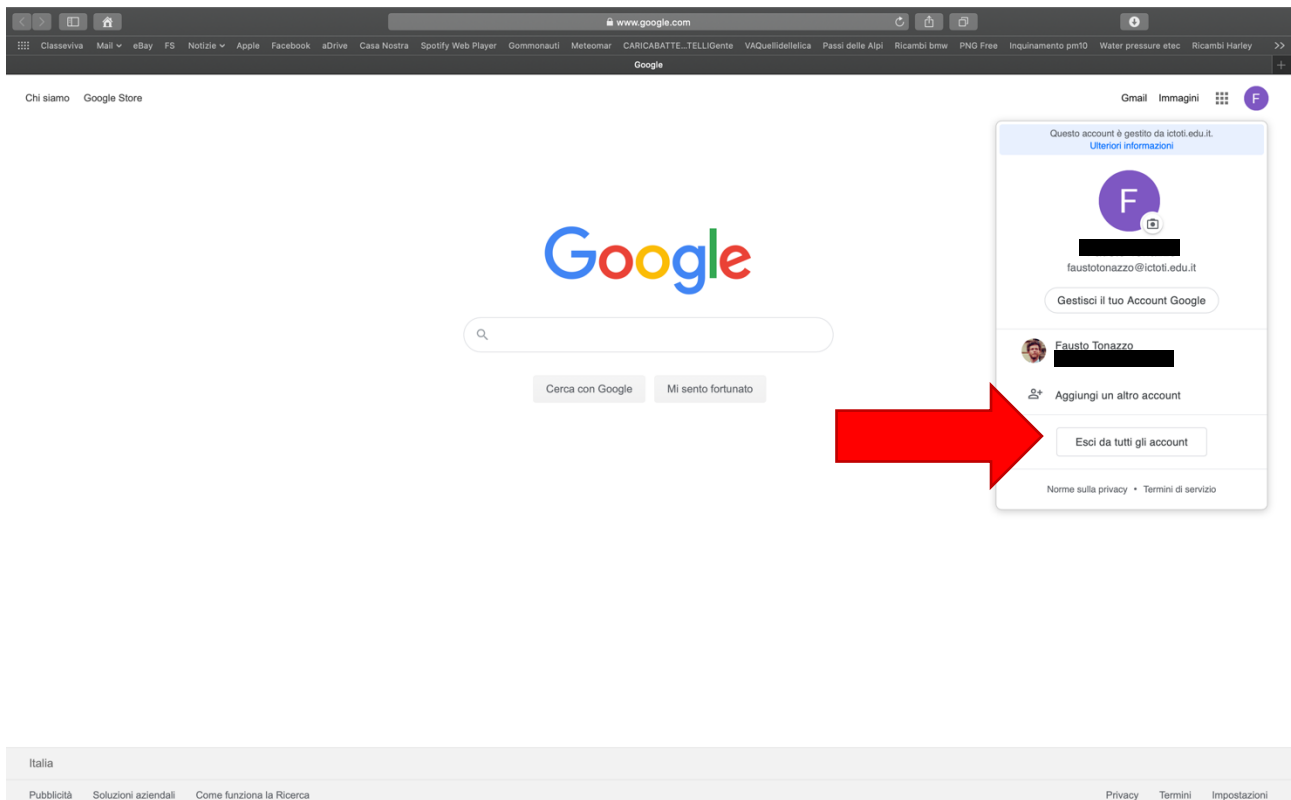 www.google.com
Classeviva Mail eBay FS Notizie Apple Facebook aDrive Casa Nostra Spotify Web Player Gommonauti Meteomar CARICABATTE...TELLIGente VAQuellidellelica Passi delle Alpi Ricambi bmw PNG Free Inquinamento pm10 Water pressure etec Ricambi Harley >>
Google
Chi siamo Google Store
Gmail Immagini F
Questo account è gestito da ictoti.edu.it.
Ulteriori informazioni
F
faustotonazzo@ictoti.edu.it
Gestisci il tuo Account Google
Fausto Tonazzo
Aggiungi un altro account
Esci da tutti gli account
Norme sulla privacy • Termini di servizio
Google
Cerca con Google Mi sento fortunato
Italia
Pubblicità Soluzioni aziendali Come funziona la Ricerca
Privacy Termini Impostazioni